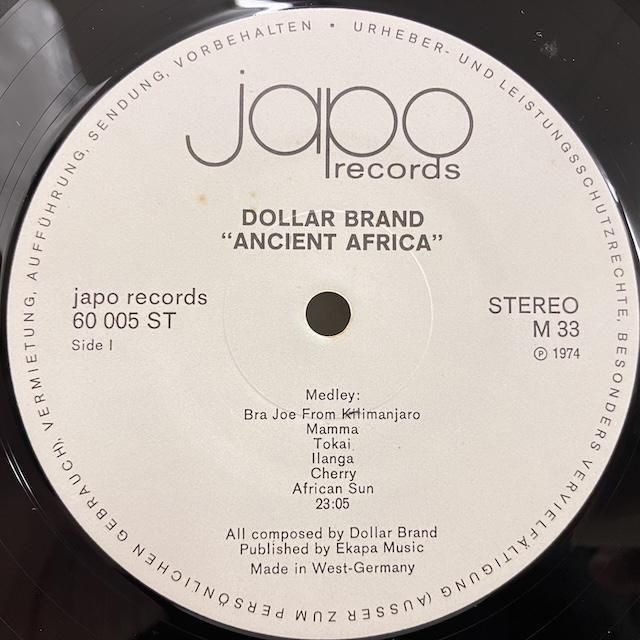 URHEBER- UND LEISTUNGSSCHUTZRECHTE, BESONDERS VERVIELFÄLTIGUNG (AUSSER ZUM PERSÖNLICHEN GEBRAUCH), VERMIETUNG, AUFFÜHRUNG, SENDUNG, VORBEHALTEN •
japo
records
DOLLAR BRAND
“ANCIENT AFRICA”
japo records
60 005 ST
Side I
STEREO
M 33
Ⓟ 1974
Medley:
Bra Joe From Kilimanjaro
Mamma
Tokai
Ilanga
Cherry
African Sun
23:05
All composed by Dollar Brand
Published by Ekapa Music
Made in West-Germany